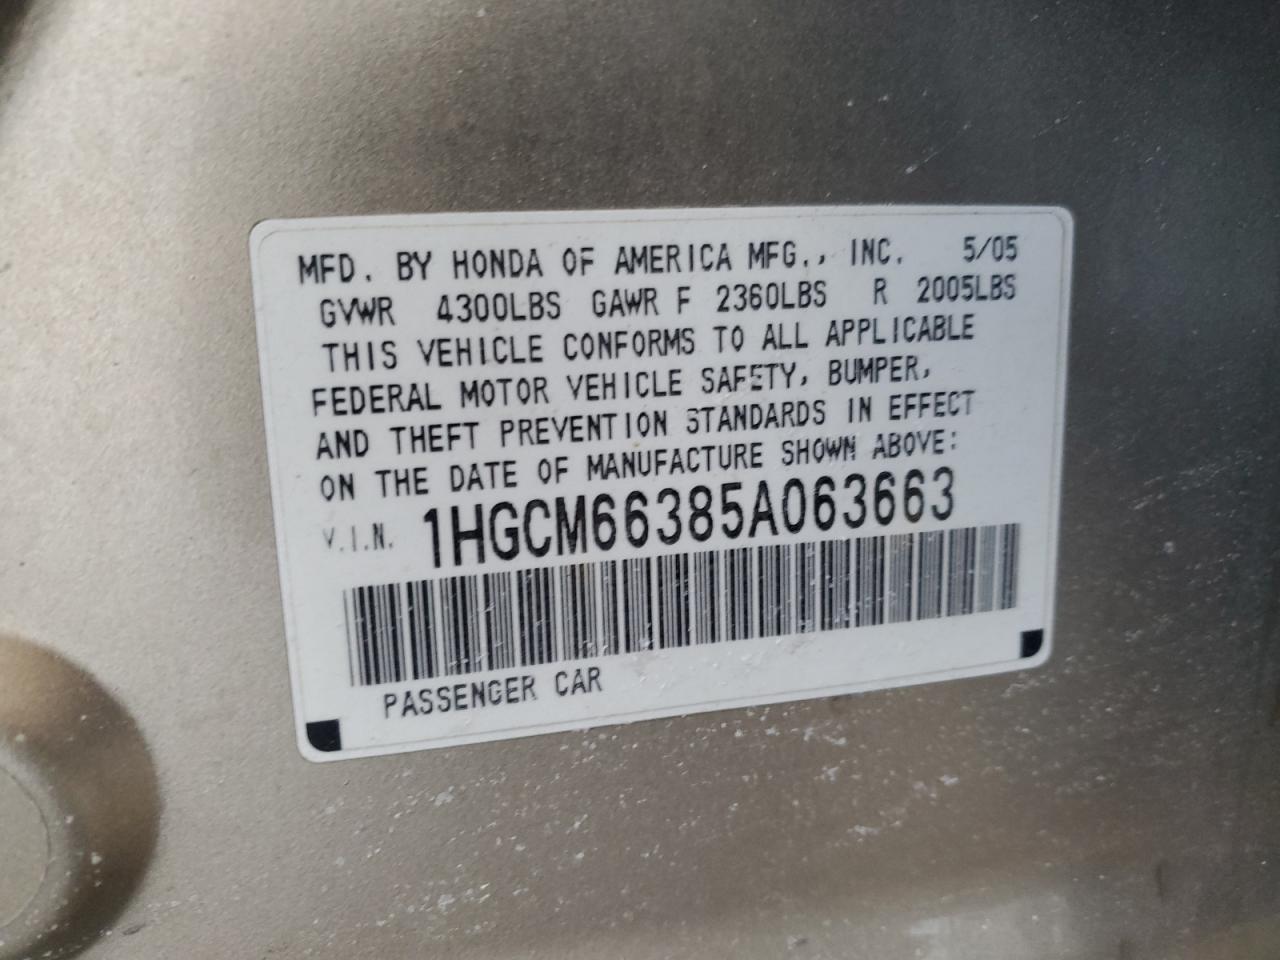 MFD. BY HONDA OF AMERICA MFG., INC. 5/05
GVWR 4300LBS GAWR F 2360LBS R 2005LBS
THIS VEHICLE CONFORMS TO ALL APPLICABLE
FEDERAL MOTOR VEHICLE SAFETY, BUMPER,
AND THEFT PREVENTION STANDARDS IN EFFECT
ON THE DATE OF MANUFACTURE SHOWN ABOVE:
V.I.N. 1HGCM66385A063663
PASSENGER CAR